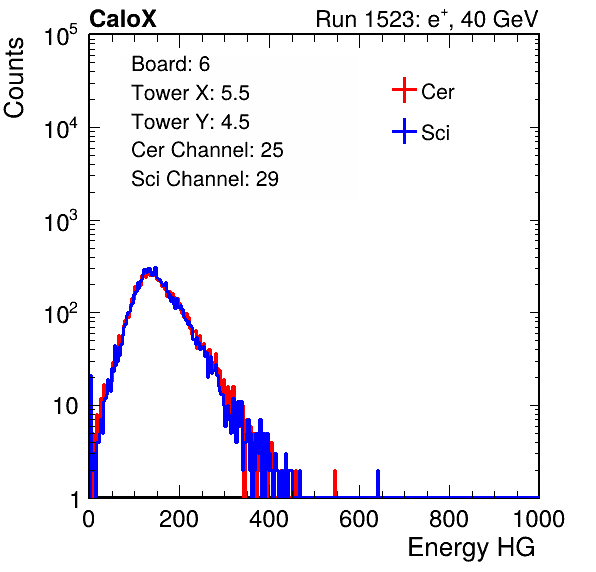 CaloX Run 1523: e⁺, 40 GeV
Board: 6
Tower X: 5.5
Tower Y: 4.5
Cer Channel: 25
Sci Channel: 29
Cer
Sci
Counts
10⁵
10⁴
10³
10²
10
1
0 200 400 600 800 1000
Energy HG